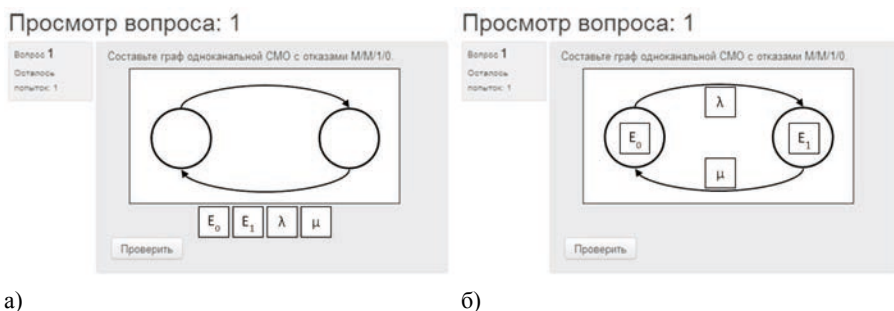 Просмотр вопроса: 1
Вопрос 1
Осталось
попыток: 1
Составьте граф одноканальной СМО с отказами M/M/1/0.
E0 E1 λ μ
Проверить
а)
Просмотр вопроса: 1
Вопрос 1
Осталось
попыток: 1
Составьте граф одноканальной СМО с отказами M/M/1/0.
λ
E0 E1
μ
Проверить
б)